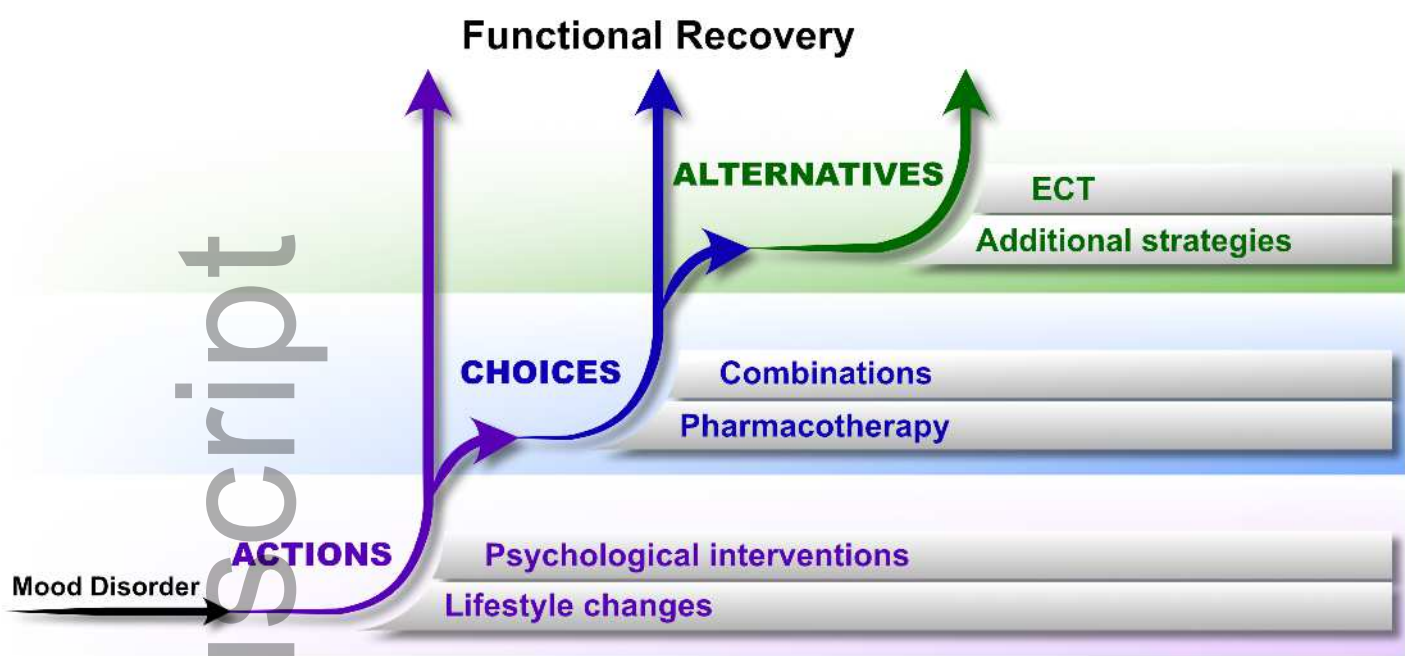 Functional Recovery
ALTERNATIVES
ECT
Additional strategies
CHOICES
Combinations
Pharmacotherapy
ACTIONS
Psychological interventions
Mood Disorder
Lifestyle changes
script